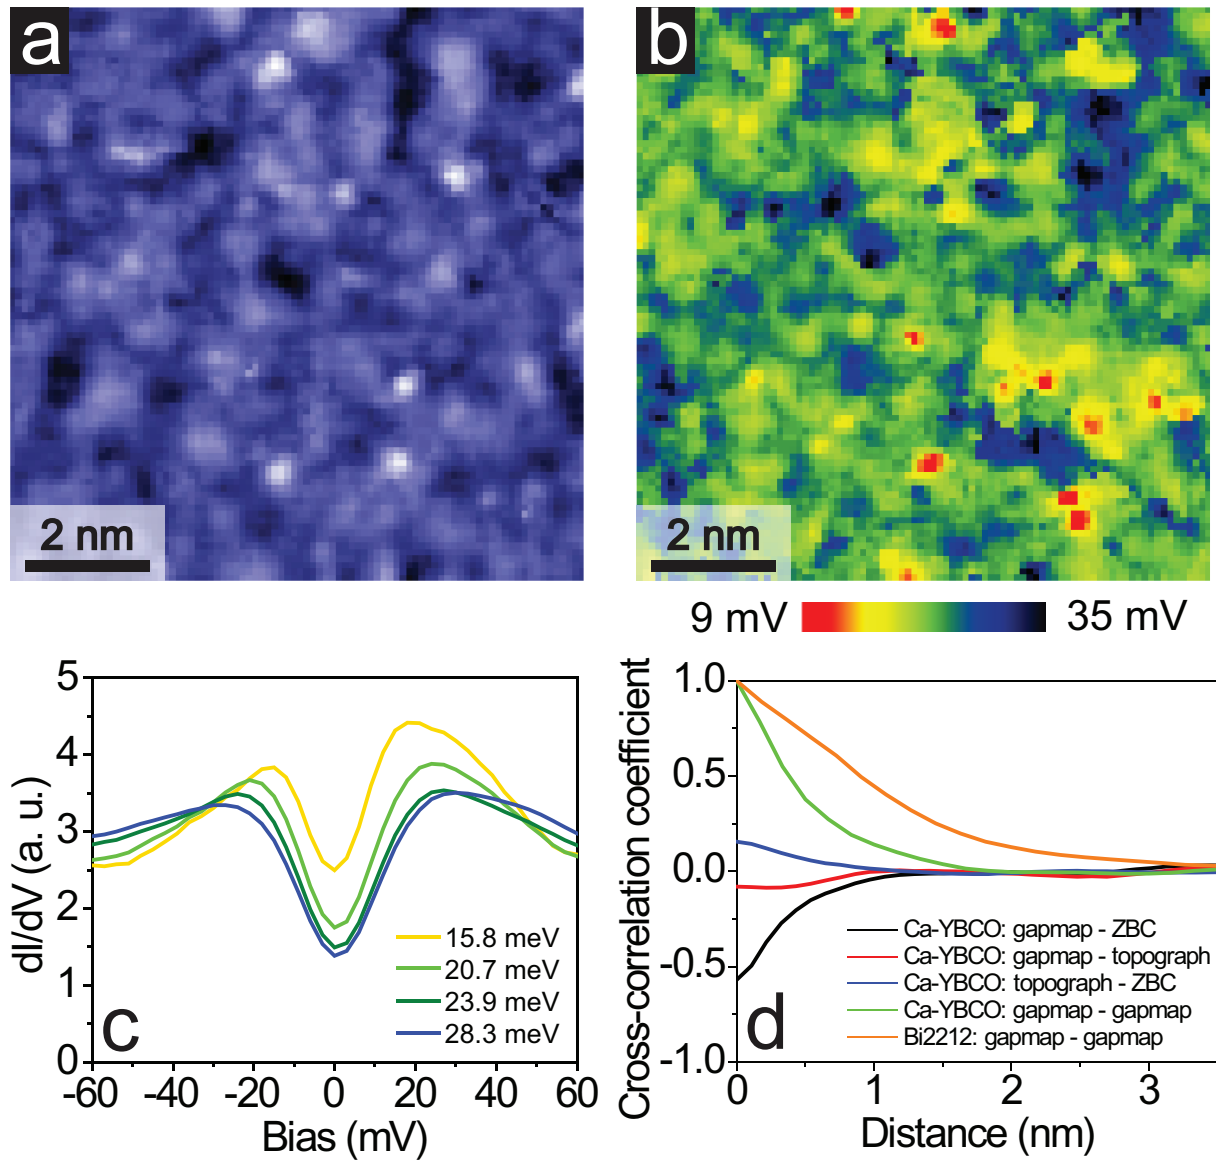 a
b
2 nm
2 nm
9 mV
35 mV
5
4
3
2
1
0
-60
-40
-20
0
20
40
60
dI/dV (a. u.)
Bias (mV)
15.8 meV
20.7 meV
23.9 meV
28.3 meV
c
1.0
0.5
0.0
-0.5
-1.0
0
1
2
3
Cross-correlation coefficient
Distance (nm)
Ca-YBCO: gapmap - ZBC
Ca-YBCO: gapmap - topograph
Ca-YBCO: topograph - ZBC
Ca-YBCO: gapmap - gapmap
Bi2212: gapmap - gapmap
d